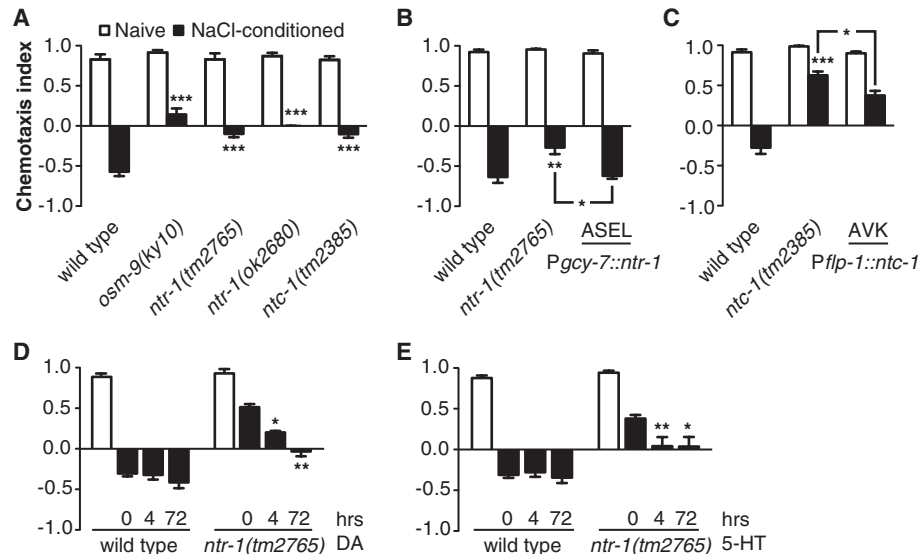 A
Naive NaCl-conditioned
Chemotaxis index
1.0
0.5
0.0
-0.5
-1.0
***
***
***
***
wild type
osm-9(ky10)
ntr-1(tm2765)
ntr-1(ok2680)
ntc-1(tm2385)
B
1.0
0.5
0.0
-0.5
-1.0
**
*
wild type
ntr-1(tm2765)
ASEL
Pgcy-7::ntr-1
C
1.0
0.5
0.0
-0.5
-1.0
*
***
wild type
ntc-1(tm2385)
AVK
Pflp-1::ntc-1
D
1.0
0.5
0.0
-0.5
-1.0
*
**
0 4 72 0 4 72 hrs
wild type ntr-1(tm2765) DA
E
1.0
0.5
0.0
-0.5
-1.0
** *
0 4 72 0 4 72 hrs
wild type ntr-1(tm2765) 5-HT